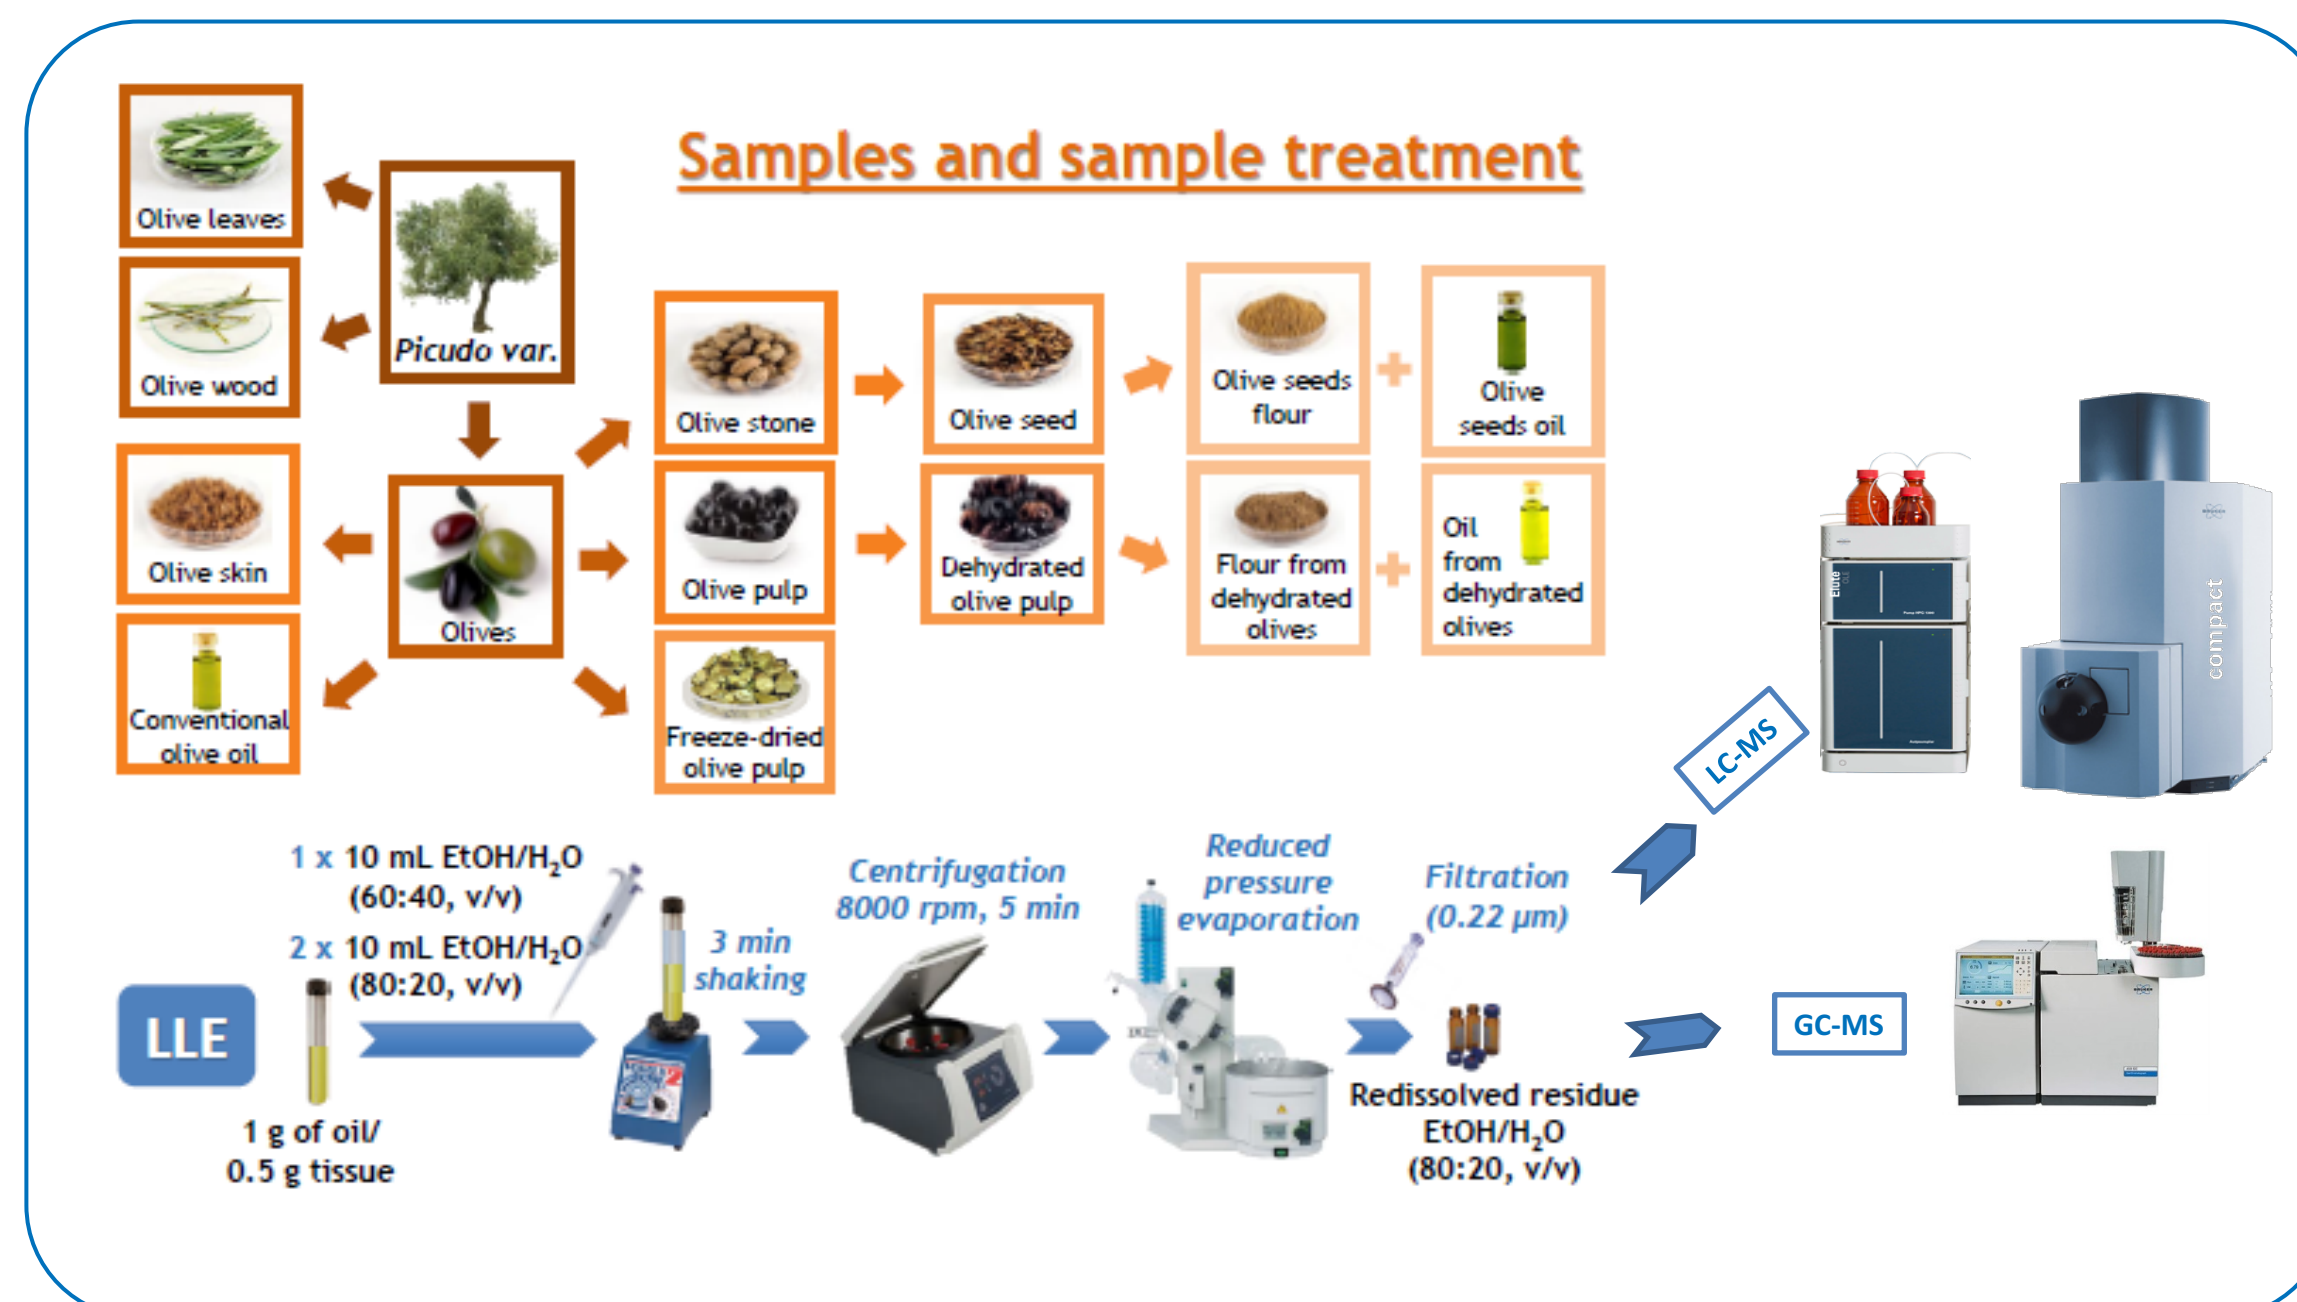 Samples and sample treatment
Olive leaves
Picudo var.
Olive wood
Olive stone
Olive seed
Olive seeds
flour
Olive
seeds oil
Olive skin
Olives
Olive pulp
Dehydrated
olive pulp
Flour from
dehydrated
olives
Oil
from
dehydrated
olives
Conventional
olive oil
Freeze-dried
olive pulp
Elute
compact
LC-MS
1 x 10 mL EtOH/H₂O
(60:40, v/v)
2 x 10 mL EtOH/H₂O
(80:20, v/v)
3 min
shaking
Centrifugation
8000 rpm, 5 min
Reduced
pressure
evaporation
Filtration
(0.22 µm)
LLE
1 g of oil/
0.5 g tissue
Redissolved residue
EtOH/H₂O
(80:20, v/v)
GC-MS